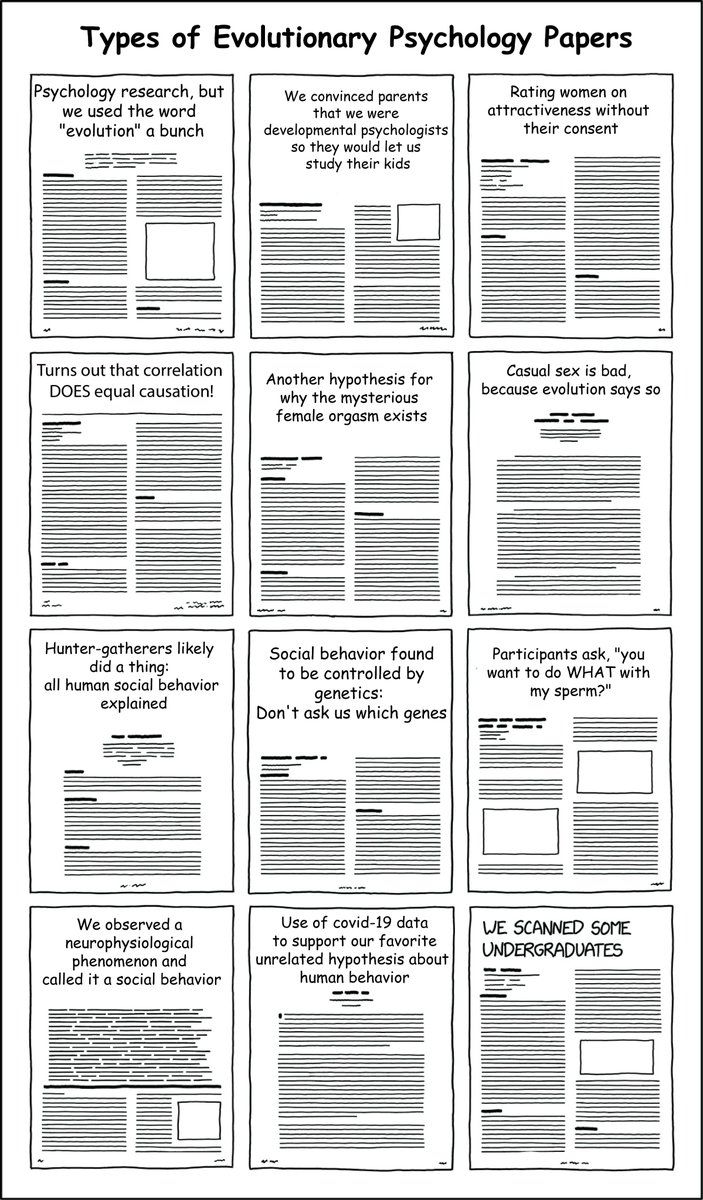 Types of Evolutionary Psychology Papers
Psychology research, but
we used the word
"evolution" a bunch
We convinced parents
that we were
developmental psychologists
so they would let us
study their kids
Rating women on
attractiveness without
their consent
Turns out that correlation
DOES equal causation!
Another hypothesis for
why the mysterious
female orgasm exists
Casual sex is bad,
because evolution says so
Hunter-gatherers likely
did a thing:
all human social behavior
explained
Social behavior found
to be controlled by
genetics:
Don't ask us which genes
Participants ask, "you
want to do WHAT with
my sperm?"
We observed a
neurophysiological
phenomenon and
called it a social behavior
Use of covid-19 data
to support our favorite
unrelated hypothesis about
human behavior
WE SCANNED SOME
UNDERGRADUATES